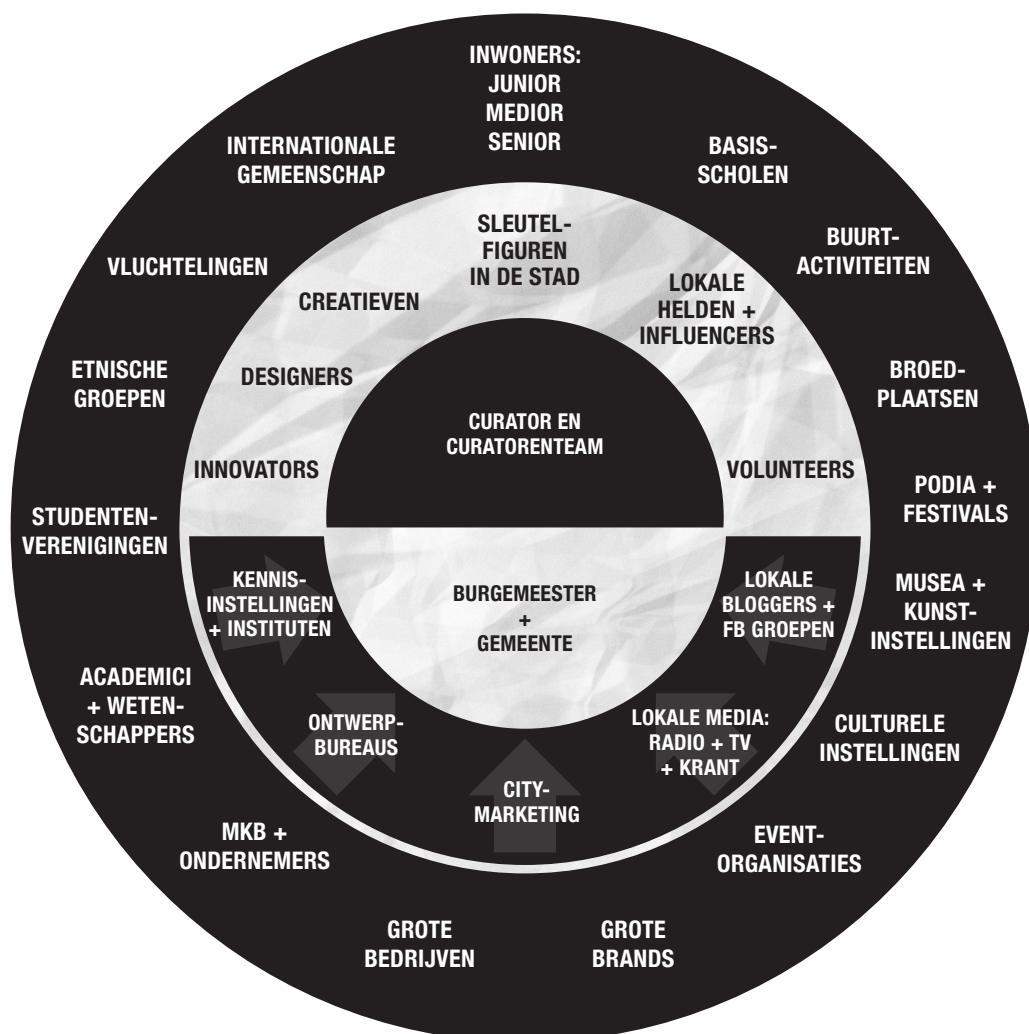 INWONERS:
JUNIOR
MEDIOR
SENIOR
INTERNATIONALE
GEMEENSCHAP
BASIS-
SCHOLEN
VLUCHTELINGEN
BUURT-
ACTIVITEITEN
ETNISCHE
GROEPEN
BROED-
PLAATSEN
STUDENTEN-
VERENIGINGEN
PODIA +
FESTIVALS
MUSEA +
KUNST-
INSTELLINGEN
ACADEMICI
+ WETEN-
SCHAPPERS
CULTURELE
INSTELLINGEN
MKB +
ONDERNEMERS
EVENT-
ORGANISATIES
GROTE
BEDRIJVEN
GROTE
BRANDS
SLEUTEL-
FIGUREN
IN DE STAD
CREATIEVEN
LOKALE
HELDEN +
INFLUENCERS
DESIGNERS
INNOVATORS
VOLUNTEERS
KENNIS-
INSTELLINGEN
+ INSTITUTEN
LOKALE
BLOGGERS +
FB GROEPEN
ONTWERP-
BUREAUS
LOKALE MEDIA:
RADIO + TV
+ KRANT
CITY-
MARKETING
CURATOR EN
CURATORENTEAM
BURGEMEESTER
+
GEMEENTE